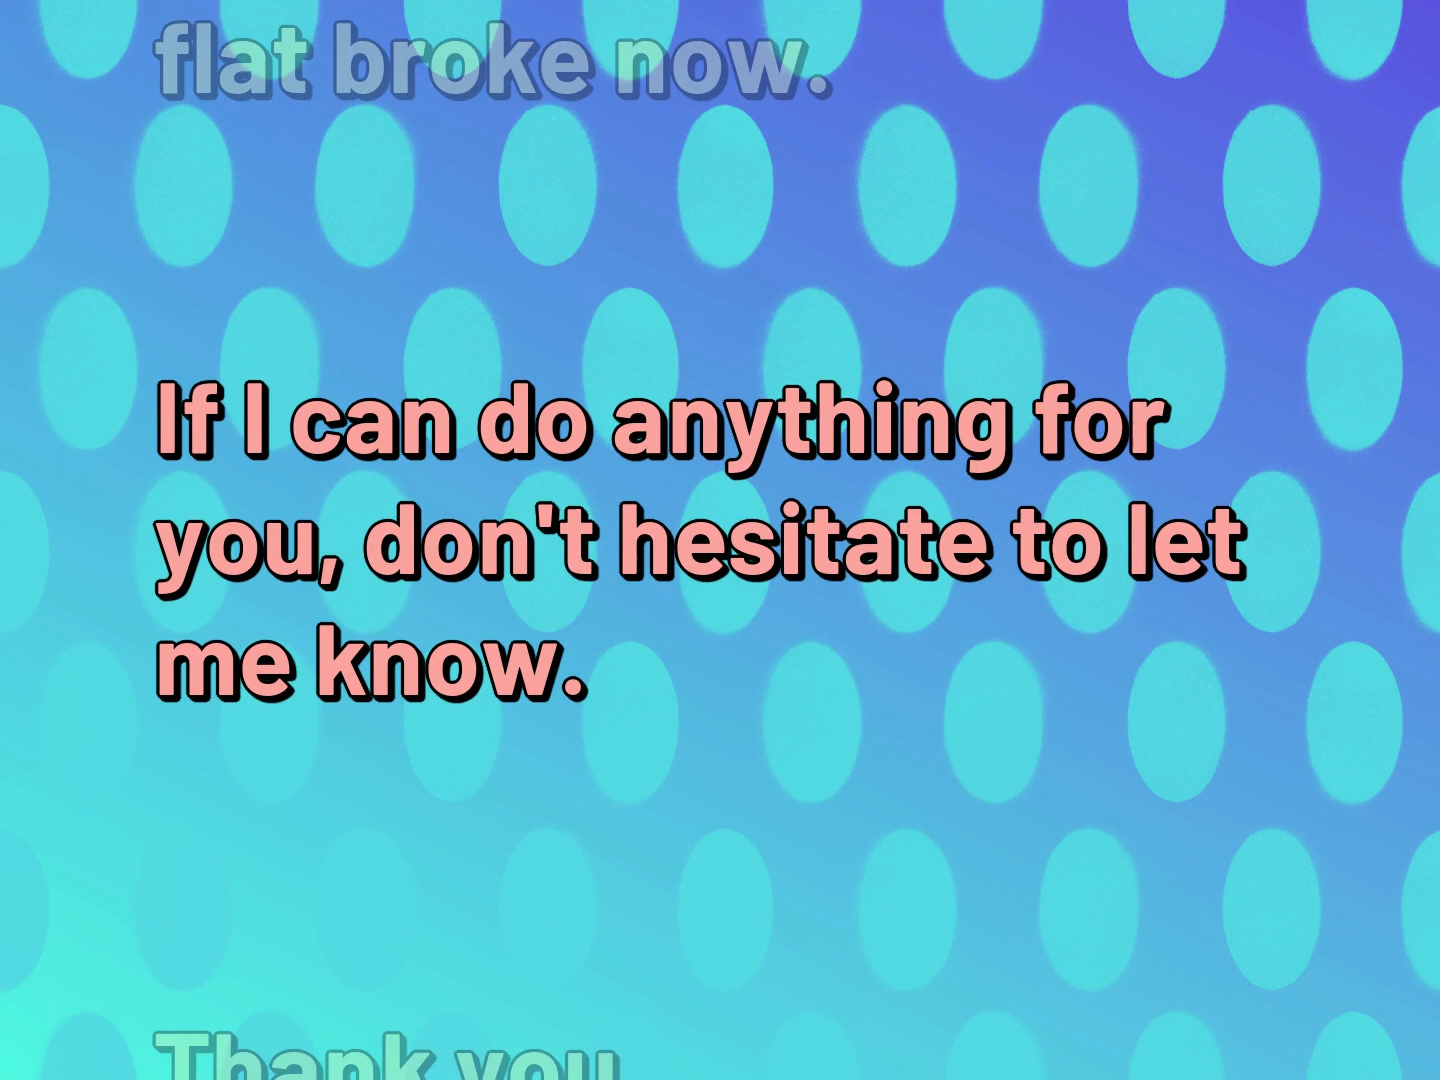 flat broke now.
If I can do anything for
you, don't hesitate to let
me know.
Thank you